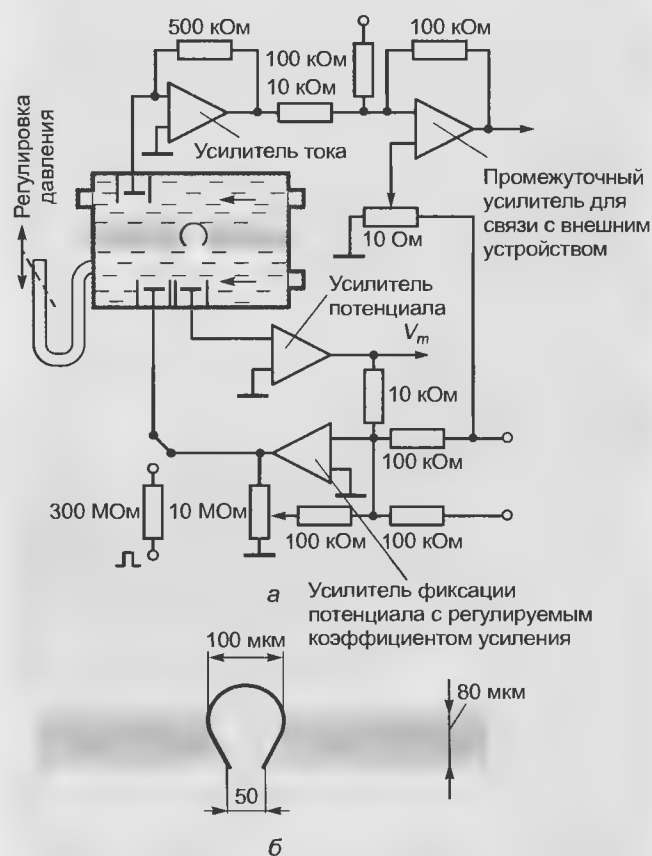 500 кОм
100 кОм
100 кОм
10 кОм
Усилитель тока
Регулировка
давления
Промежуточный
усилитель для
связи с внешним
устройством
10 Ом
Усилитель
потенциала
Vm
10 кОм
100 кОм
300 МОм
10 МОм
100 кОм
100 кОм
а
Усилитель фиксации
потенциала с регулируемым
коэффициентом усиления
100 мкм
80 мкм
50
б